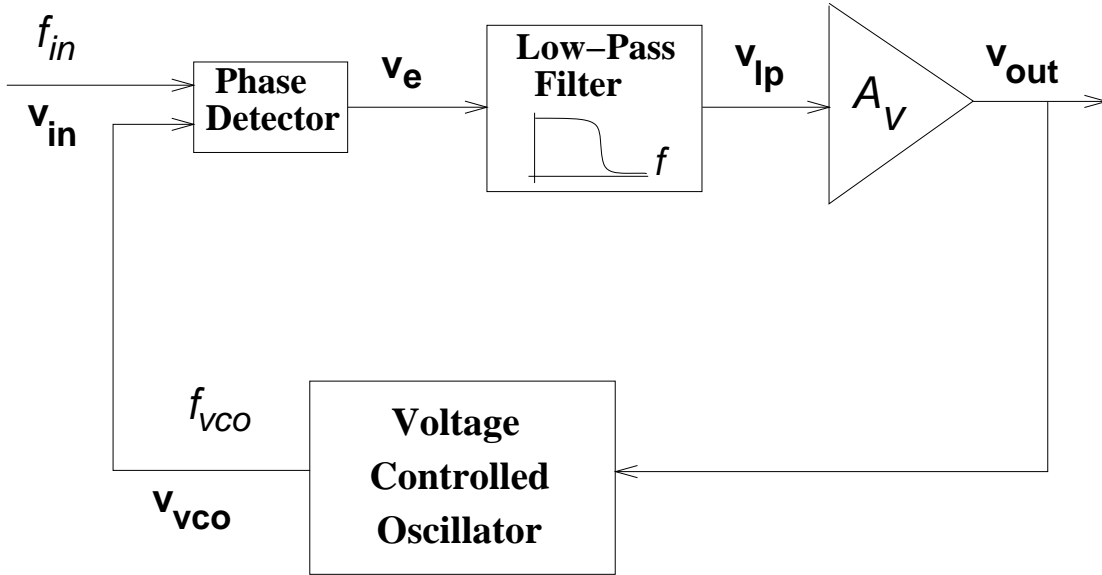 f_in
v_in
Phase
Detector
v_e
Low–Pass
Filter
f
v_lp
A_v
v_out
f_vco
v_vco
Voltage
Controlled
Oscillator